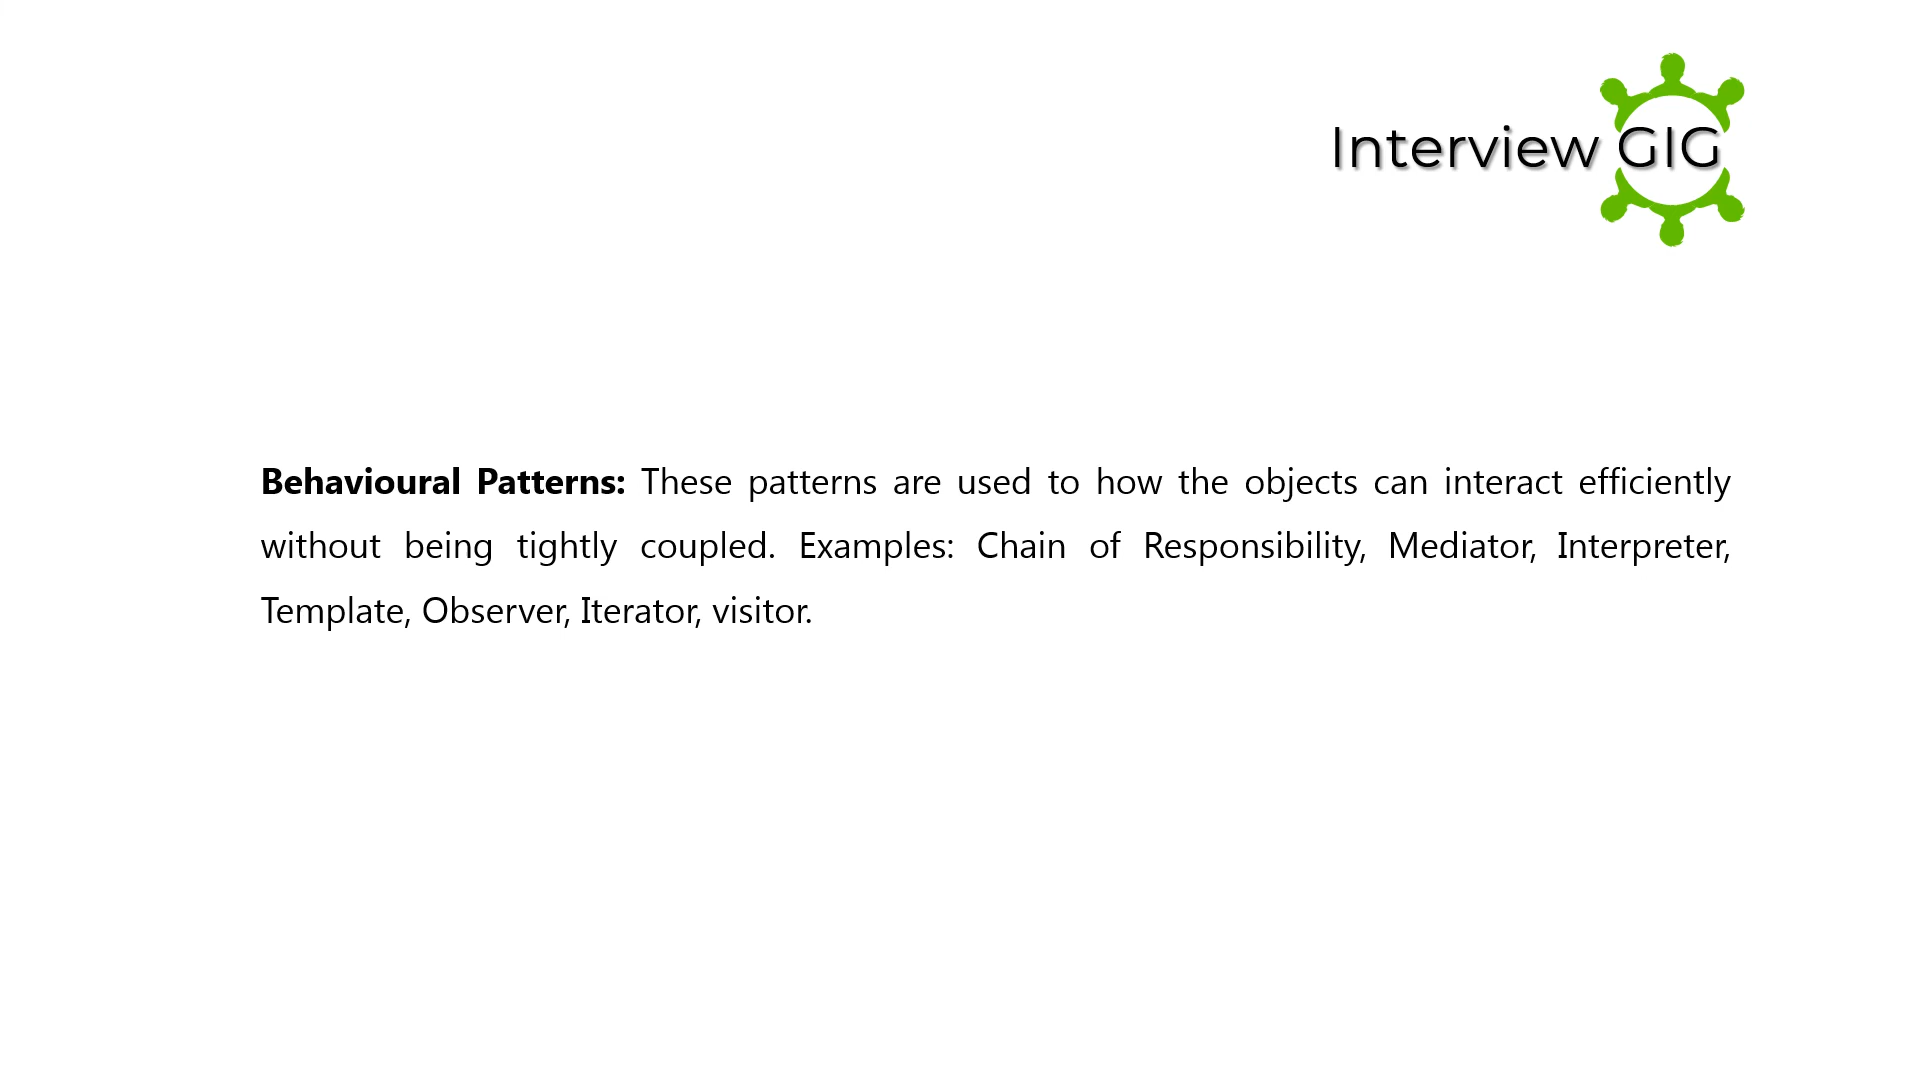 Interview GIG
Behavioural Patterns: These patterns are used to how the objects can interact efficiently
without being tightly coupled. Examples: Chain of Responsibility, Mediator, Interpreter,
Template, Observer, Iterator, visitor.